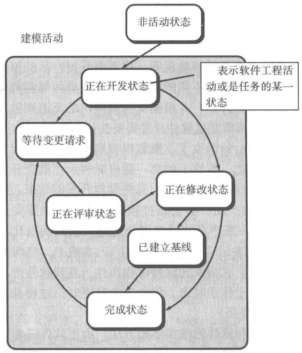 非活动状态
建模活动
正在开发状态
表示软件工程活
动或是任务的某一
状态
等待变更请求
正在修改状态
正在评审状态
已建立基线
完成状态